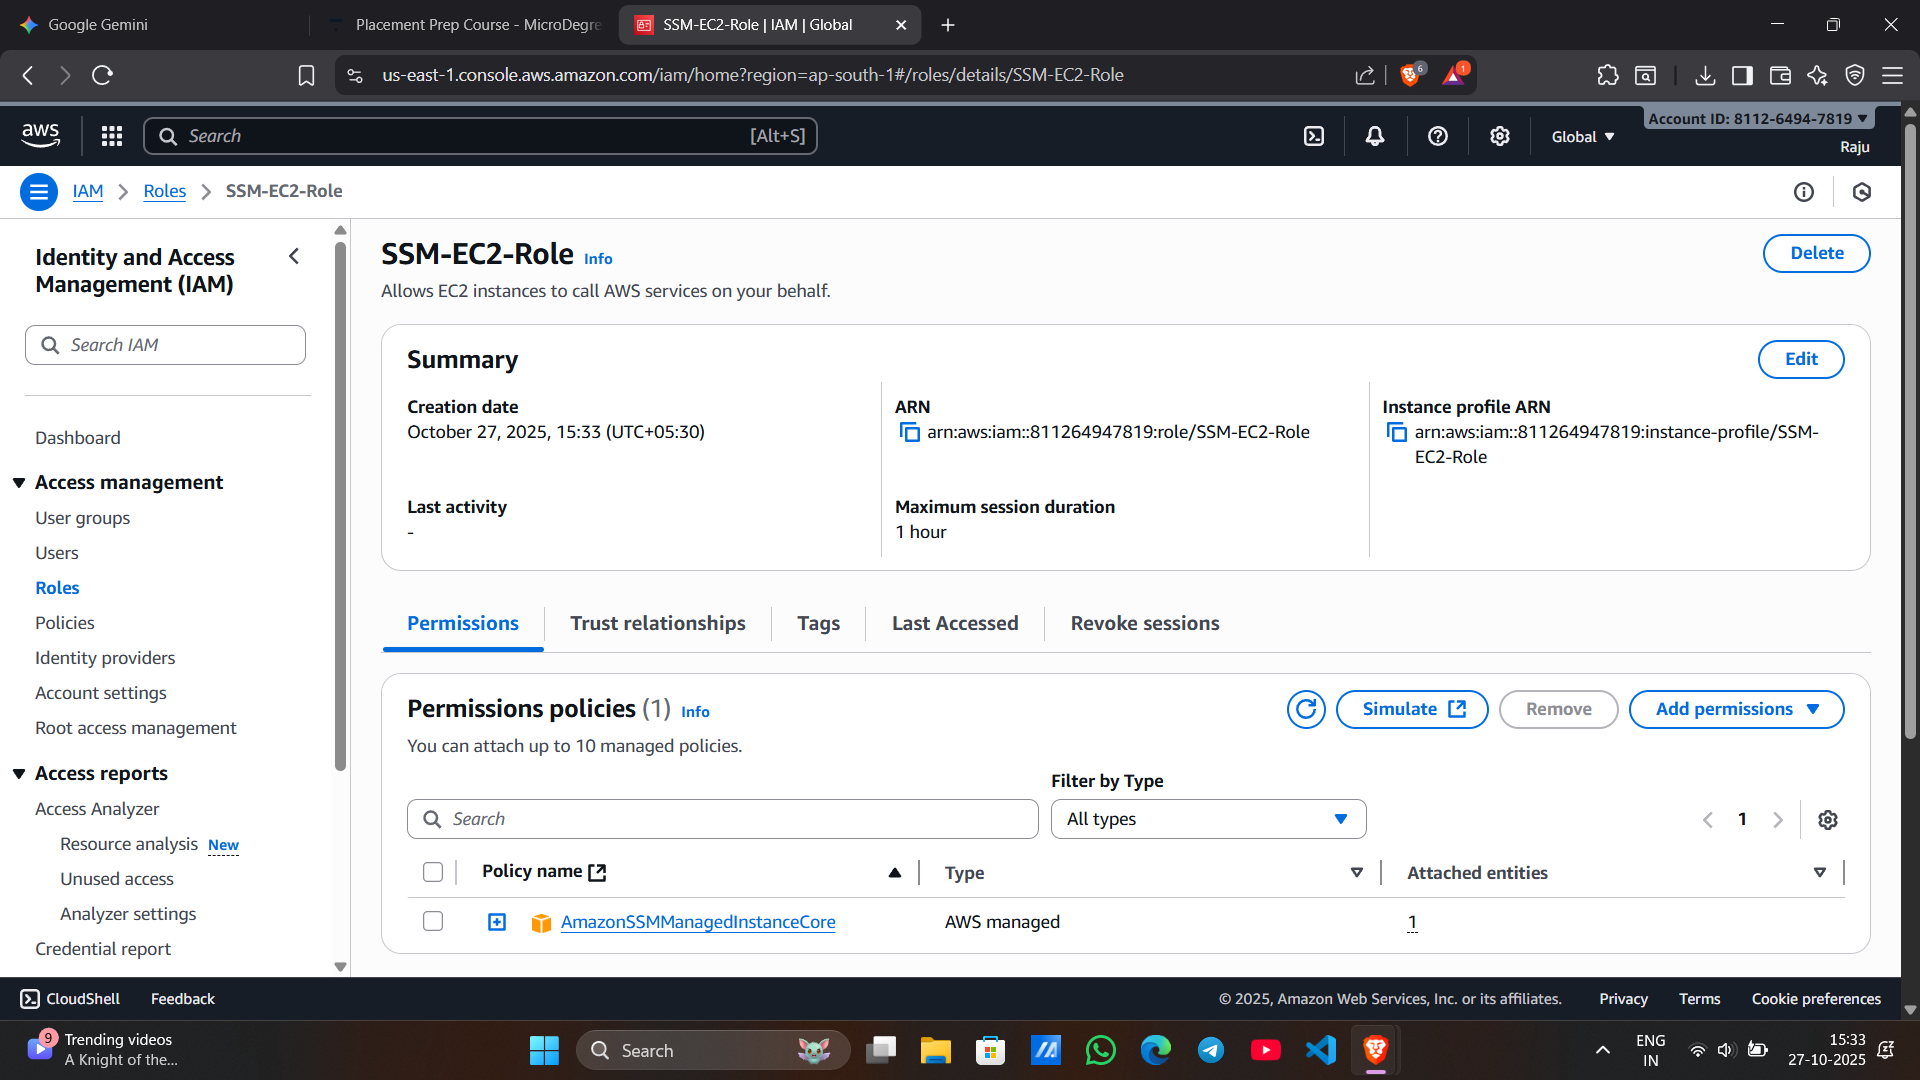 Google Gemini
Placement Prep Course - MicroDegre
SSM-EC2-Role | IAM | Global
us-east-1.console.aws.amazon.com/iam/home?region=ap-south-1#/roles/details/SSM-EC2-Role
6
1
aws
Search
[Alt+S]
Global
Account ID: 8112-6494-7819
Raju
IAM
Roles
SSM-EC2-Role
Identity and Access
Management (IAM)
Search IAM
Dashboard
Access management
User groups
Users
Roles
Policies
Identity providers
Account settings
Root access management
Access reports
Access Analyzer
Resource analysis New
Unused access
Analyzer settings
Credential report
SSM-EC2-Role Info
Delete
Allows EC2 instances to call AWS services on your behalf.
Summary
Edit
Creation date
October 27, 2025, 15:33 (UTC+05:30)
ARN
arn:aws:iam::811264947819:role/SSM-EC2-Role
Instance profile ARN
arn:aws:iam::811264947819:instance-profile/SSM-
EC2-Role
Last activity
-
Maximum session duration
1 hour
Permissions
Trust relationships
Tags
Last Accessed
Revoke sessions
Permissions policies (1) Info
Simulate
Remove
Add permissions
You can attach up to 10 managed policies.
Filter by Type
Search
All types
1
Policy name
Type
Attached entities
AmazonSSMManagedInstanceCore
AWS managed
1
CloudShell
Feedback
© 2025, Amazon Web Services, Inc. or its affiliates.
Privacy
Terms
Cookie preferences
9
Trending videos
A Knight of the...
Search
ENG
IN
15:33
27-10-2025